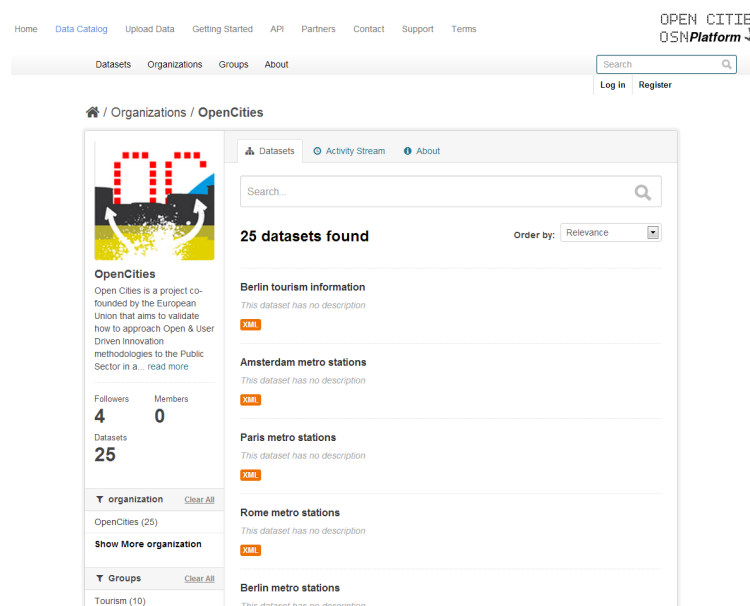 Home Data Catalog Upload Data Getting Started API Partners Contact Support Terms
OPEN CITIE
OSNPlatform
Datasets Organizations Groups About
Search
Log in Register
/ Organizations / OpenCities
Datasets Activity Stream About
Search...
25 datasets found
Order by: Relevance
OpenCities
Open Cities is a project co-
founded by the European
Union that aims to validate
how to approach Open & User
Driven Innovation
methodologies to the Public
Sector in a... read more
Followers Members
4 0
Datasets
25
organization Clear All
OpenCities (25)
Show More organization
Groups Clear All
Tourism (10)
Berlin tourism information
This dataset has no description
XML
Amsterdam metro stations
This dataset has no description
XML
Paris metro stations
This dataset has no description
XML
Rome metro stations
This dataset has no description
XML
Berlin metro stations
This dataset has no description